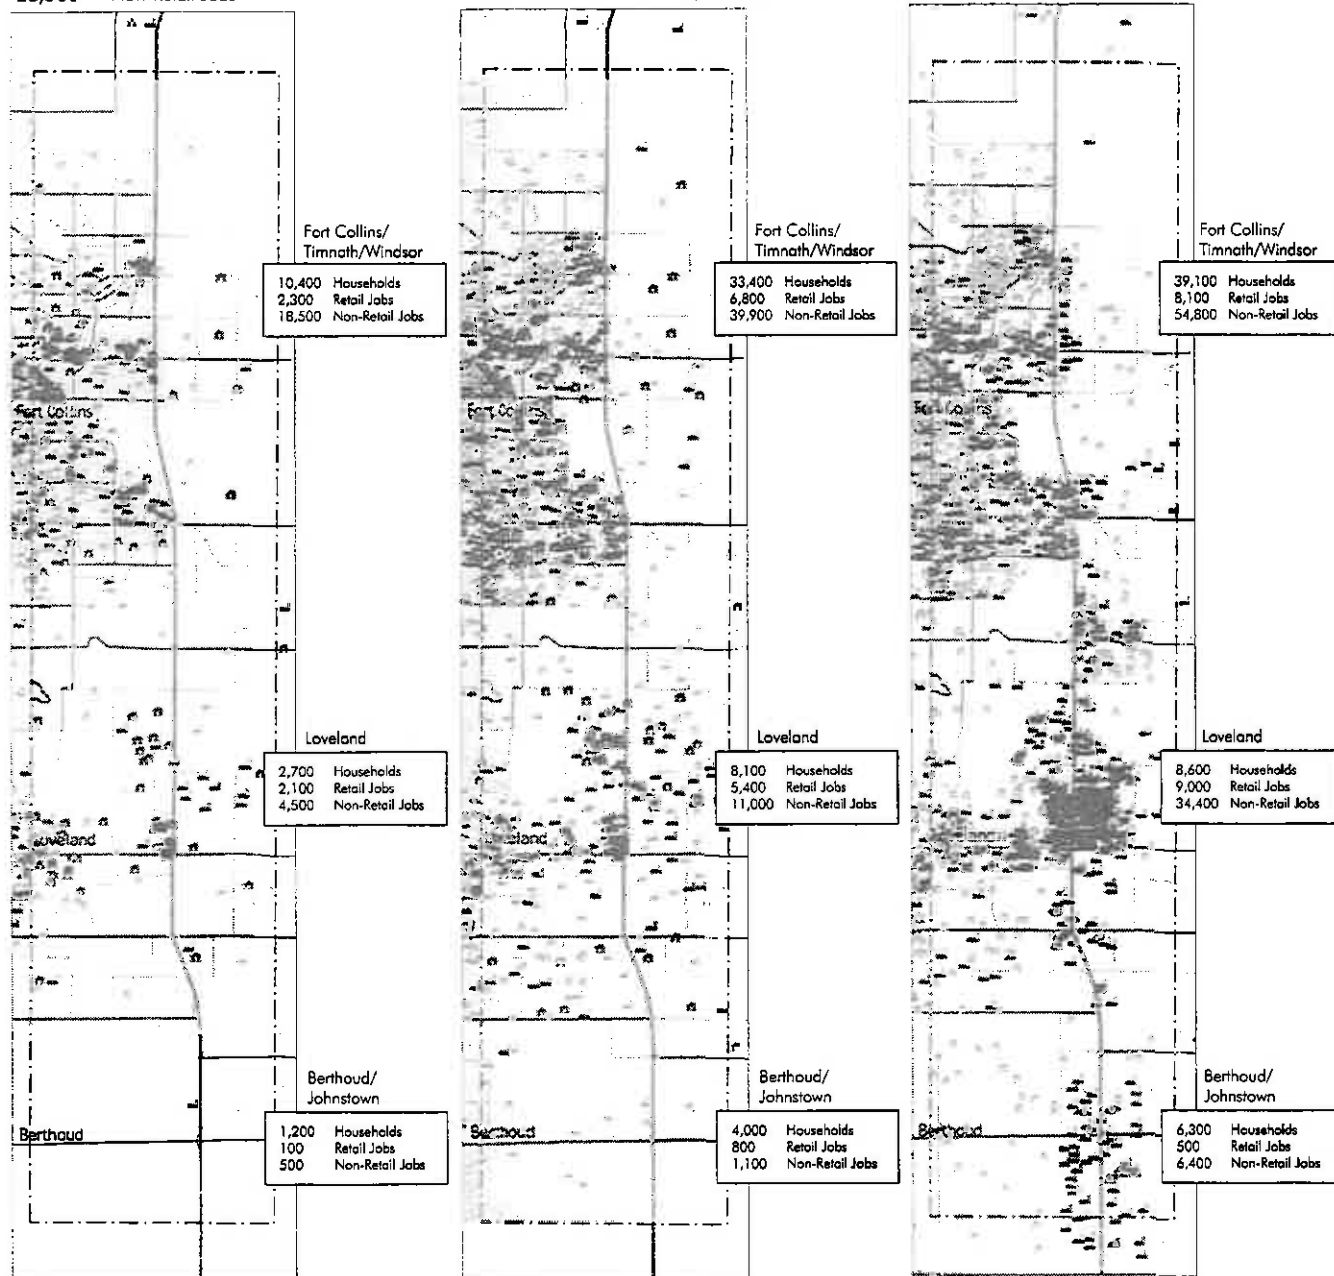 Fort Collins/
Timnath/Windsor
10,400 Households
2,300 Retail Jobs
18,500 Non-Retail Jobs
Fort Collins
Loveland
2,700 Households
2,100 Retail Jobs
4,500 Non-Retail Jobs
Loveland
Berthoud/
Johnstown
1,200 Households
100 Retail Jobs
500 Non-Retail Jobs
Berthoud
Fort Collins/
Timnath/Windsor
33,400 Households
6,800 Retail Jobs
39,900 Non-Retail Jobs
Loveland
8,100 Households
5,400 Retail Jobs
11,000 Non-Retail Jobs
Berthoud/
Johnstown
4,000 Households
800 Retail Jobs
1,100 Non-Retail Jobs
Berthoud
Fort Collins/
Timnath/Windsor
39,100 Households
8,100 Retail Jobs
54,800 Non-Retail Jobs
Loveland
8,600 Households
9,000 Retail Jobs
34,400 Non-Retail Jobs
Berthoud/
Johnstown
6,300 Households
500 Retail Jobs
6,400 Non-Retail Jobs
Berthoud